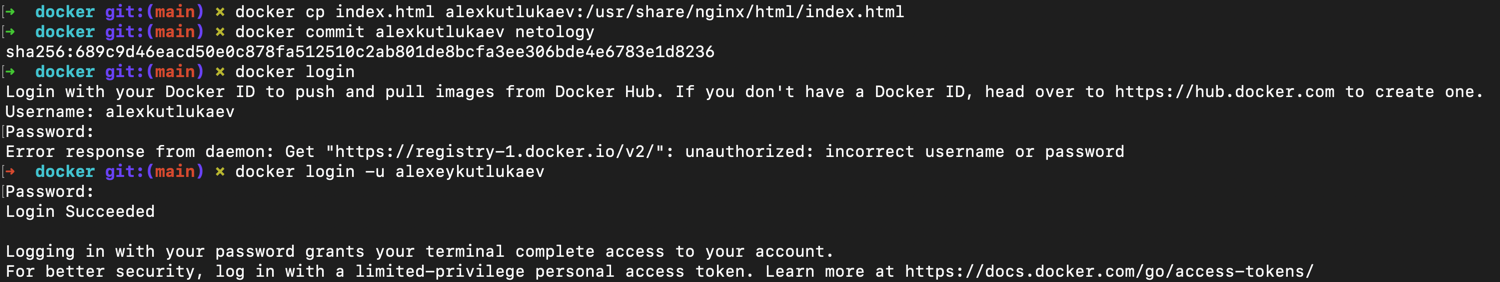 [➜  docker git:(main) × docker cp index.html alexkutlukaev:/usr/share/nginx/html/index.html
[➜  docker git:(main) × docker commit alexkutlukaev netology
sha256:689c9d46eacd50e0c878fa512510c2ab801de8bcfa3ee306bde4e6783e1d8236
[➜  docker git:(main) × docker login
Login with your Docker ID to push and pull images from Docker Hub. If you don't have a Docker ID, head over to https://hub.docker.com to create one.
Username: alexkutlukaev
[Password:
Error response from daemon: Get "https://registry-1.docker.io/v2/": unauthorized: incorrect username or password
[➜  docker git:(main) × docker login -u alexeykutlukaev
[Password:
Login Succeeded

Logging in with your password grants your terminal complete access to your account.
For better security, log in with a limited-privilege personal access token. Learn more at https://docs.docker.com/go/access-tokens/